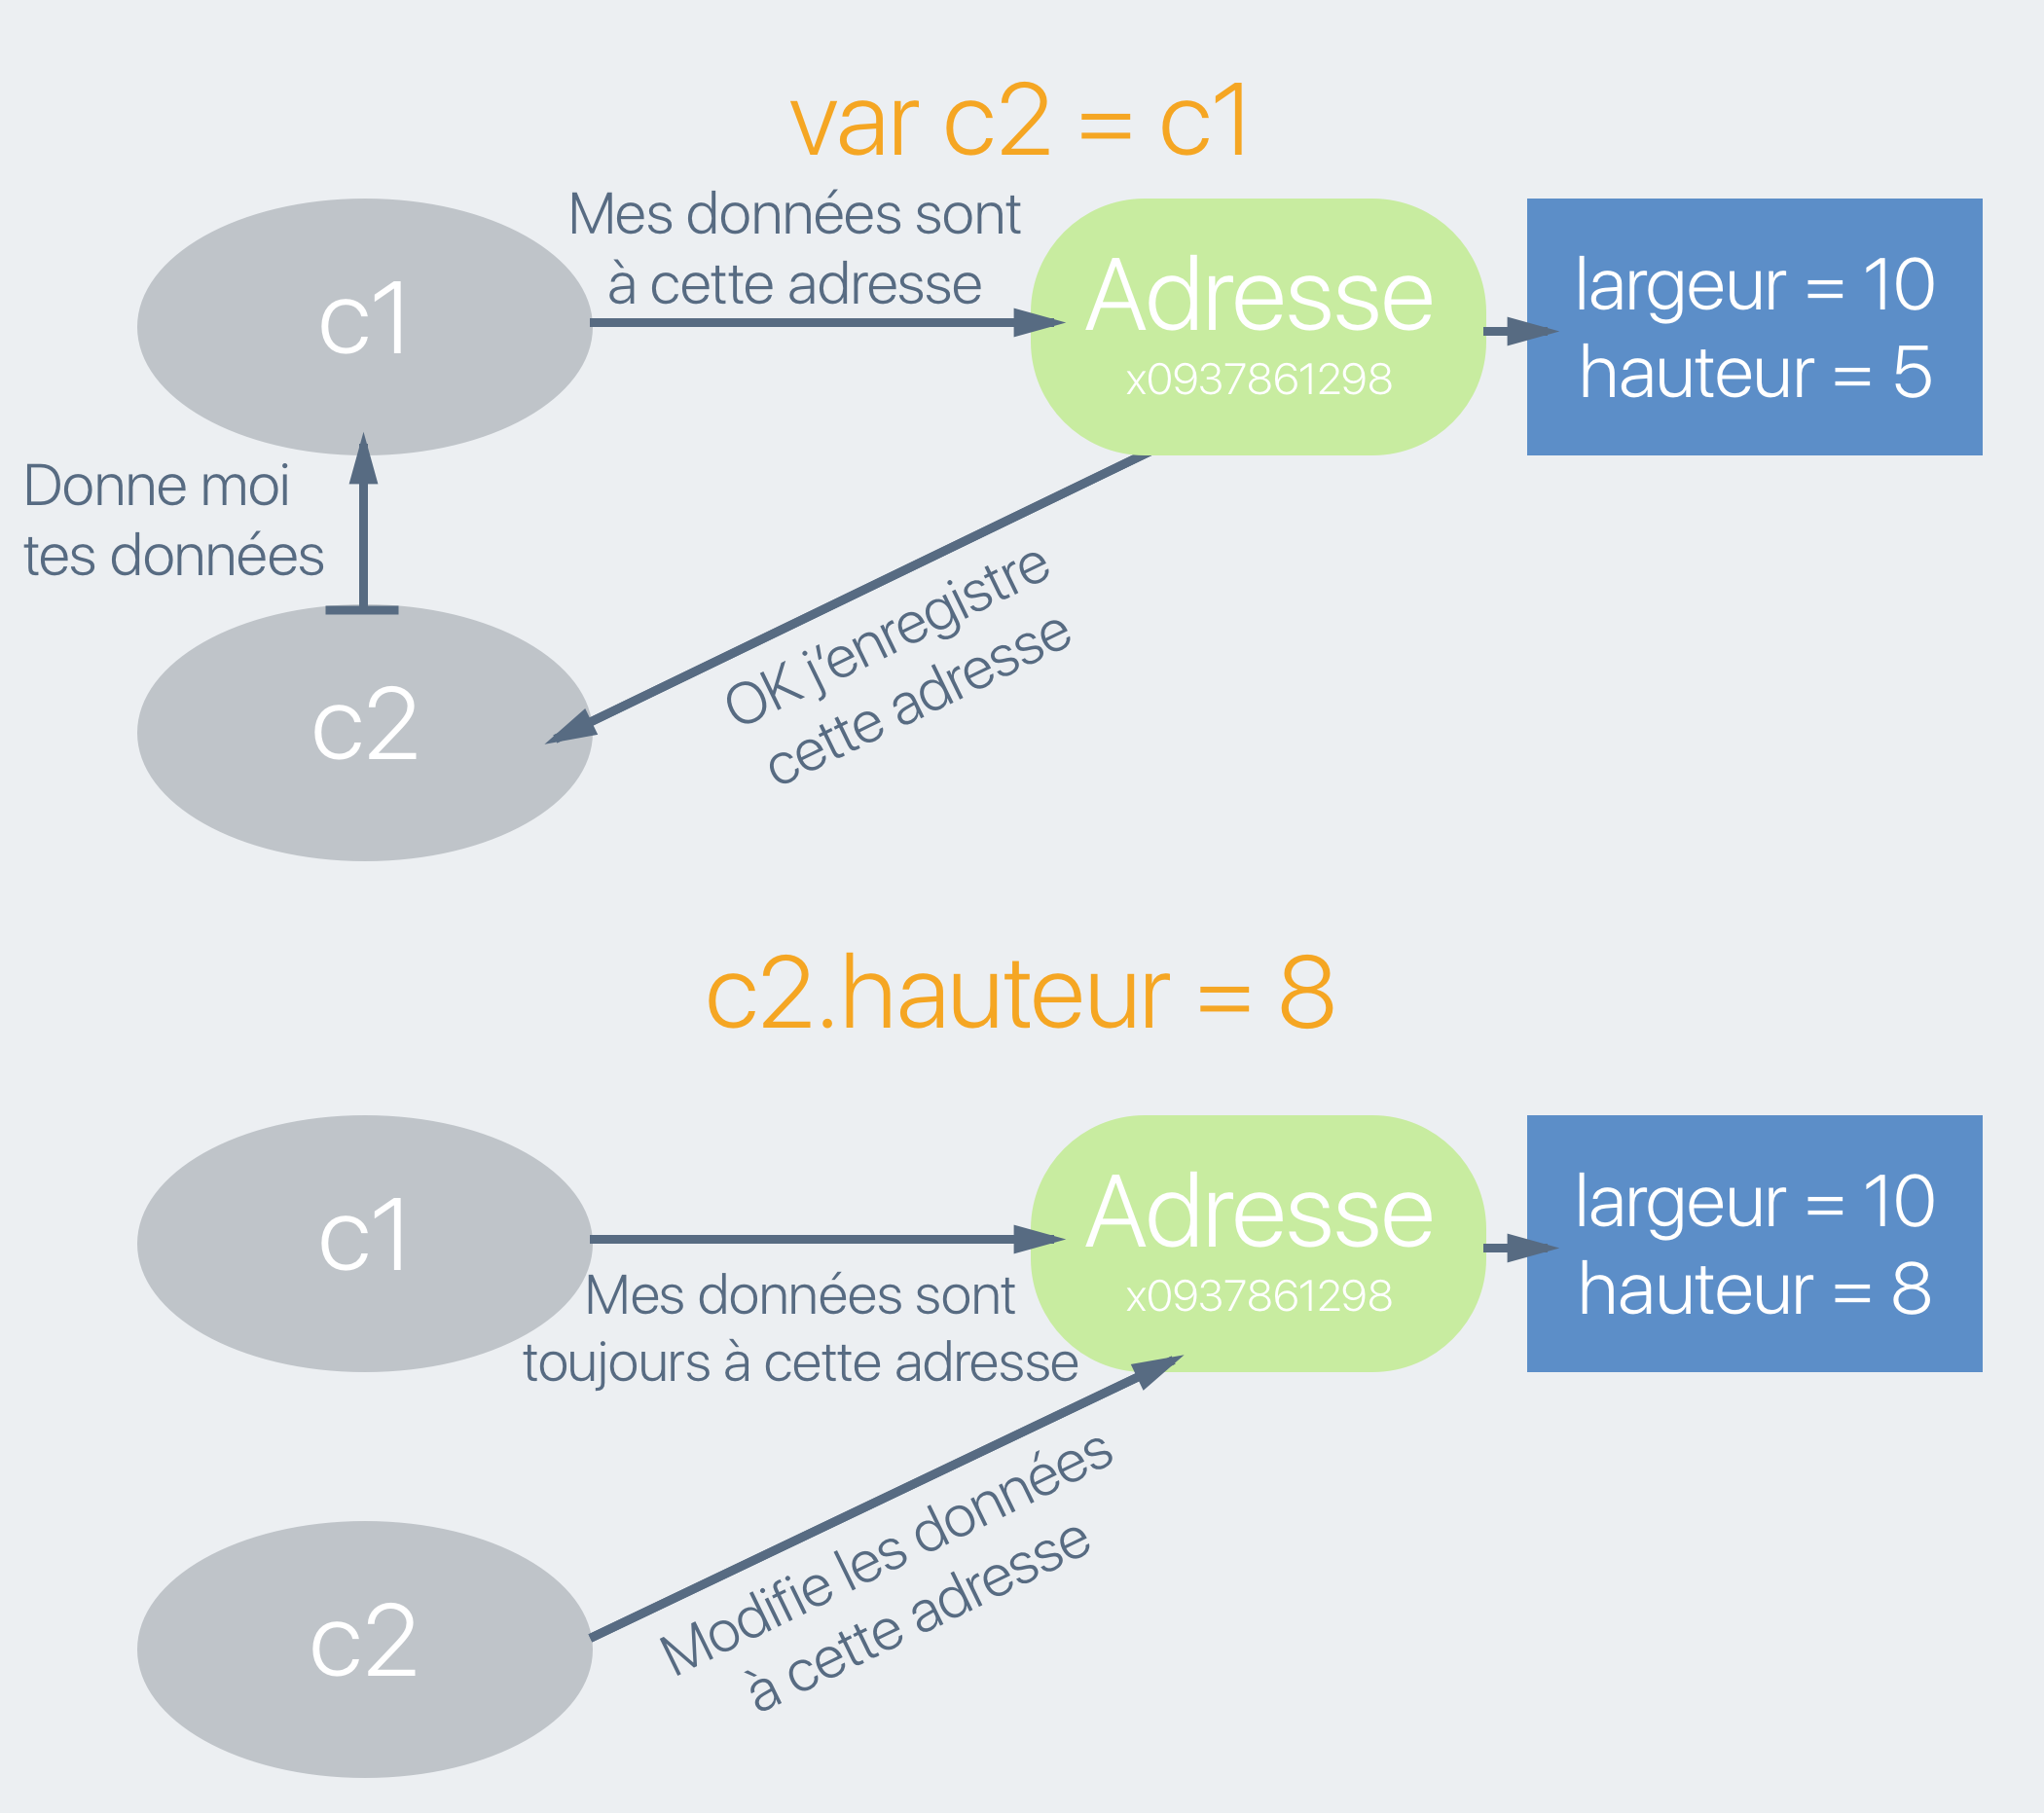 var c2 = c1
Mes données sont
à cette adresse
c1
Adresse
x0937861298
largeur = 10
hauteur = 5
Donne moi
tes données
OK j'enregistre
cette adresse
c2
c2.hauteur = 8
c1
Adresse
x0937861298
largeur = 10
hauteur = 8
Mes données sont
toujours à cette adresse
Modifie les données
à cette adresse
c2